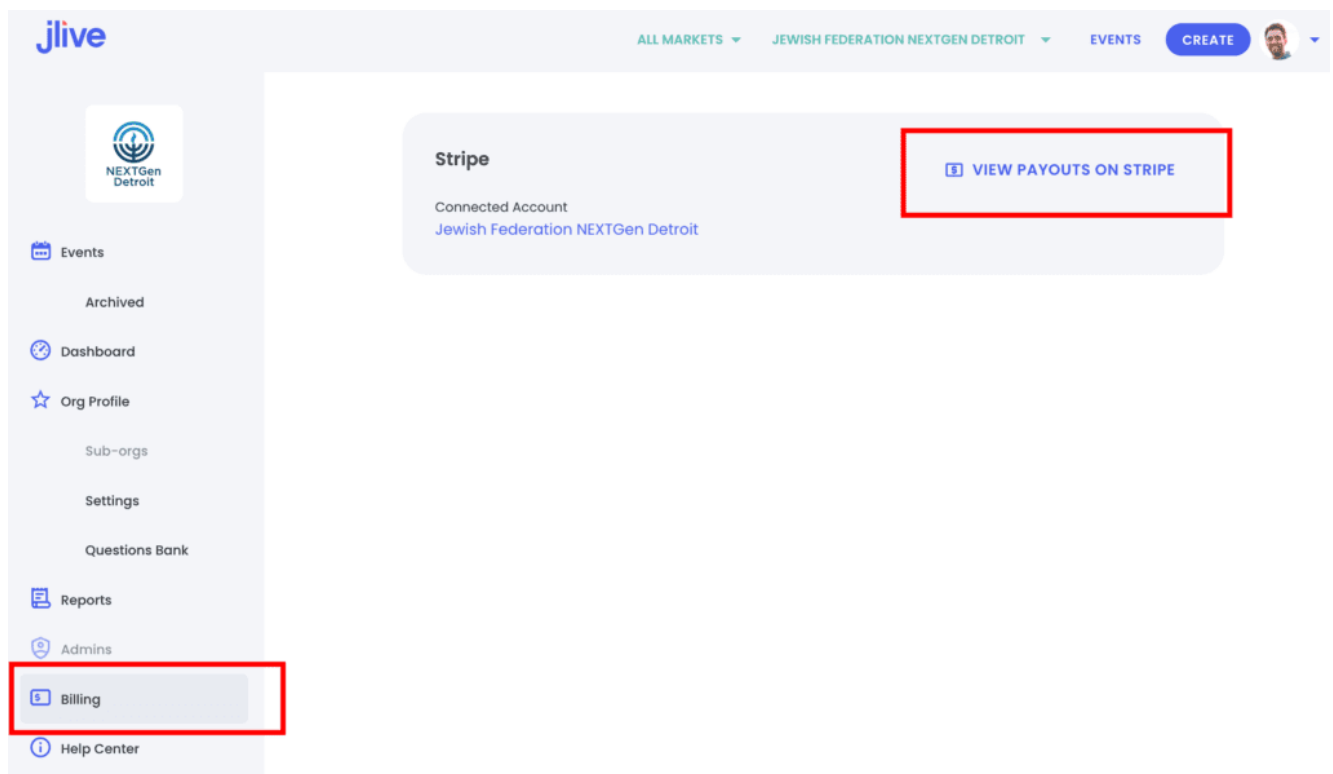 jlive
ALL MARKETS
JEWISH FEDERATION NEXTGEN DETROIT
EVENTS
CREATE
NEXTGen
Detroit
Events
Archived
Dashboard
Org Profile
Sub-orgs
Settings
Questions Bank
Reports
Admins
$ Billing
Help Center
Stripe
$ VIEW PAYOUTS ON STRIPE
Connected Account
Jewish Federation NEXTGen Detroit